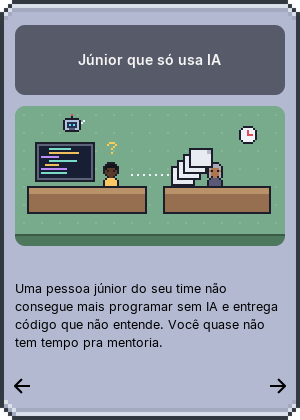 Júnior que só usa IA
?
Uma pessoa júnior do seu time não
consegue mais programar sem IA e entrega
código que não entende. Você quase não
tem tempo pra mentoria.